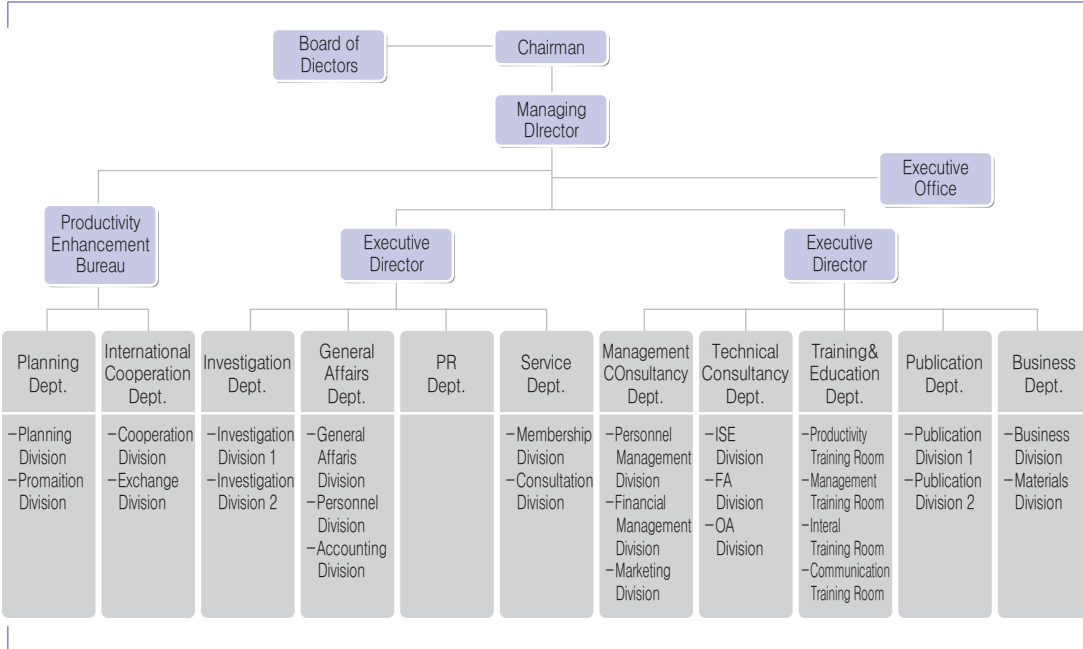 Board of
Diectors
Chairman
Managing
DIrector
Executive
Office
Productivity
Enhancement
Bureau
Executive
Director
Executive
Director
Planning
Dept.
International
Cooperation
Dept.
Investigation
Dept.
General
Affairs
Dept.
PR
Dept.
Service
Dept.
Management
COnsultancy
Dept.
Technical
Consultancy
Dept.
Training&
Education
Dept.
Publication
Dept.
Business
Dept.
–Planning
Division
–Promaition
Division
–Cooperation
Division
–Exchange
Division
–Investigation
Division 1
–Investigation
Division 2
–General
Affaris
Division
–Personnel
Division
–Accounting
Division
–Membership
Division
–Consultation
Division
–Personnel
Management
Division
–Financial
Management
Division
–Marketing
Division
–ISE
Division
–FA
Division
–OA
Division
–Productivity
Training Room
–Management
Training Room
–Interal
Training Room
–Communication
Training Room
–Publication
Division 1
–Publication
Division 2
–Business
Division
–Materials
Division